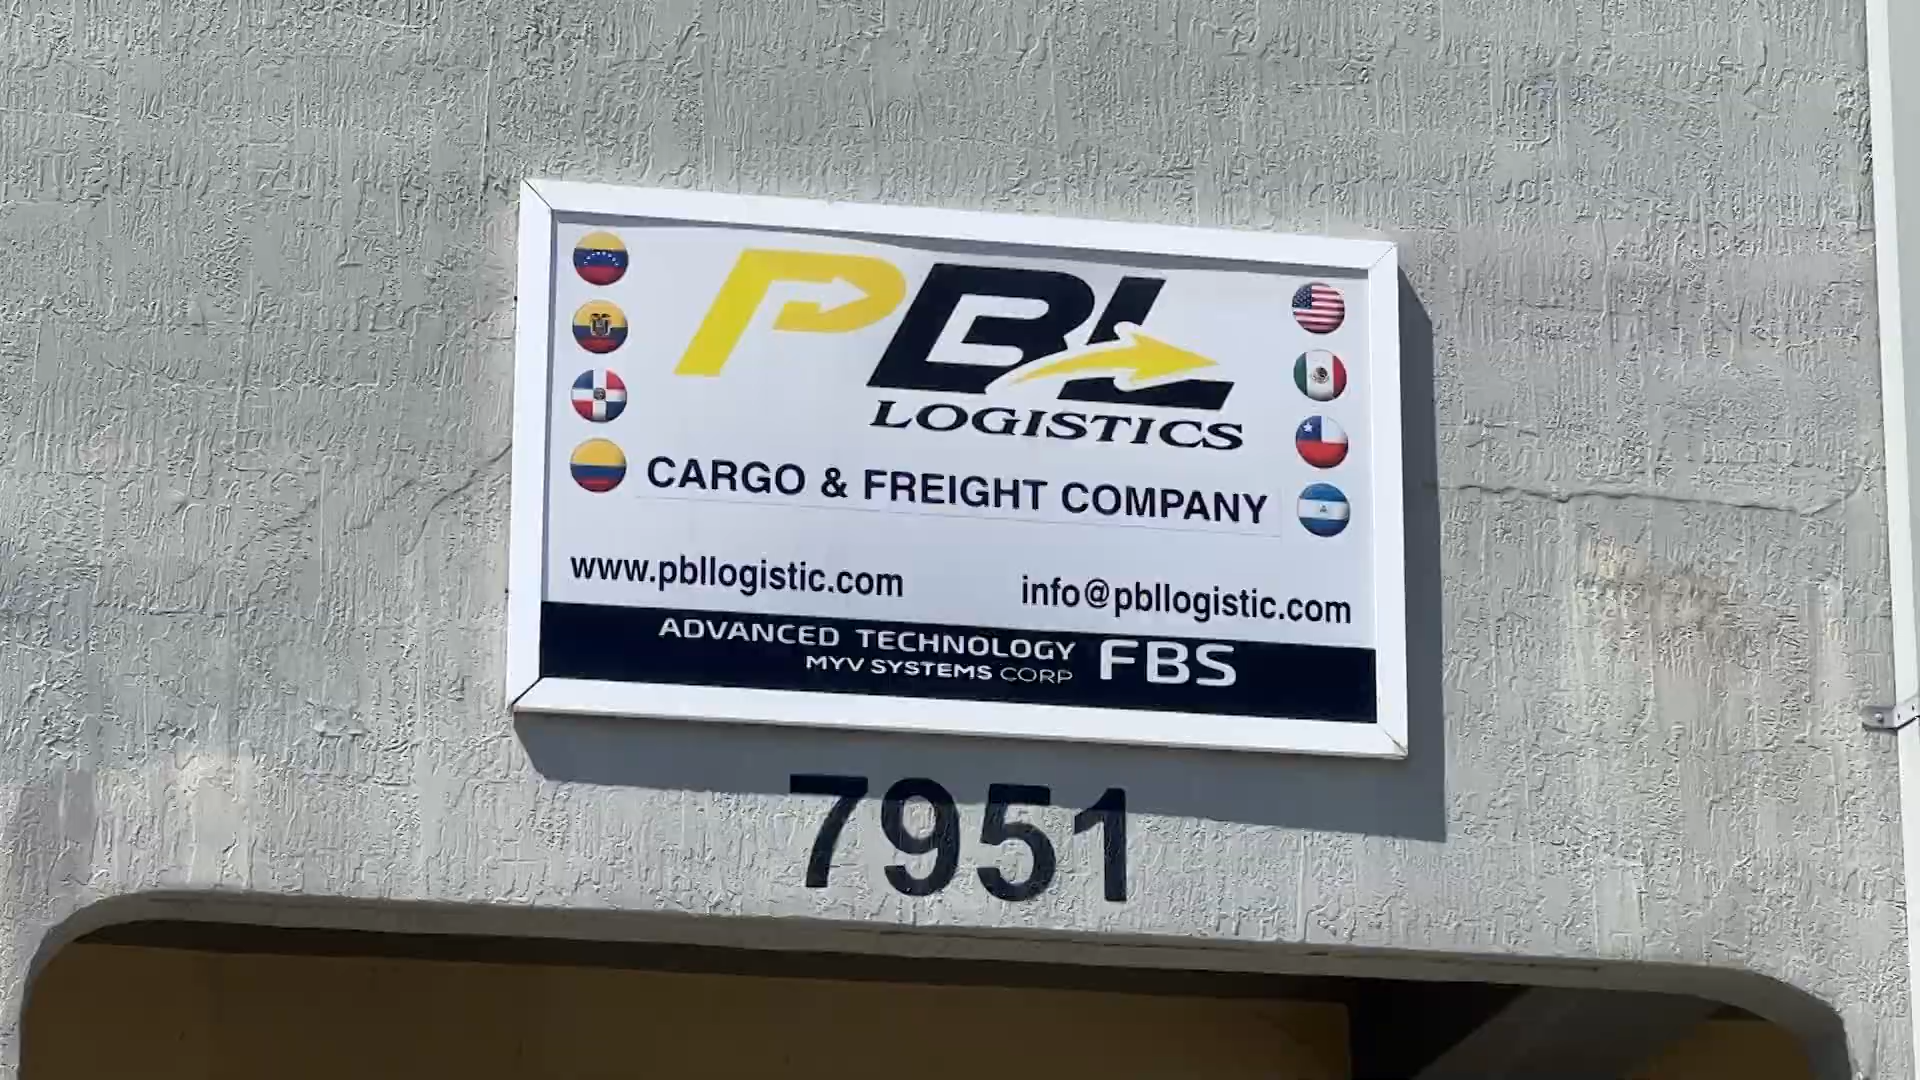 PBL
LOGISTICS
CARGO & FREIGHT COMPANY
www.pbllogistic.com info@pbllogistic.com
ADVANCED TECHNOLOGY FBS
MYV SYSTEMS CORP
7951